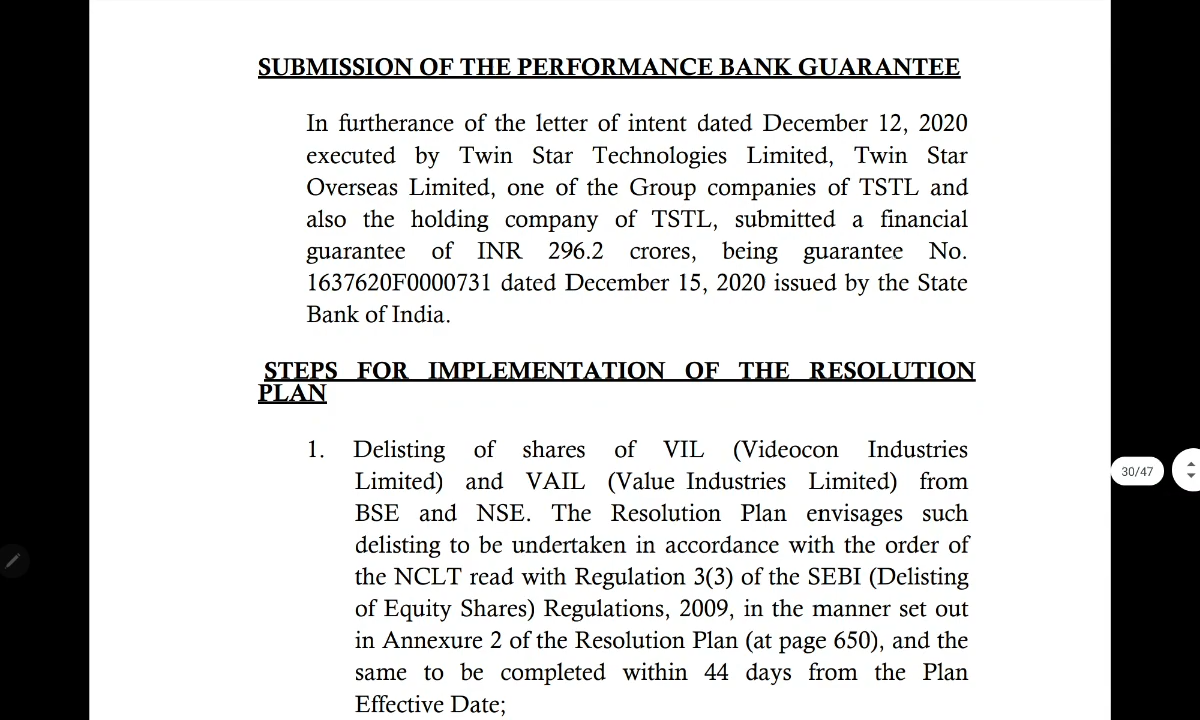 SUBMISSION OF THE PERFORMANCE BANK GUARANTEE
In furtherance of the letter of intent dated December 12, 2020
executed by Twin Star Technologies Limited, Twin Star
Overseas Limited, one of the Group companies of TSTL and
also the holding company of TSTL, submitted a financial
guarantee of INR 296.2 crores, being guarantee No.
1637620F0000731 dated December 15, 2020 issued by the State
Bank of India.
STEPS FOR IMPLEMENTATION OF THE RESOLUTION
PLAN
1. Delisting of shares of VIL (Videocon Industries
Limited) and VAIL (Value Industries Limited) from
BSE and NSE. The Resolution Plan envisages such
delisting to be undertaken in accordance with the order of
the NCLT read with Regulation 3(3) of the SEBI (Delisting
of Equity Shares) Regulations, 2009, in the manner set out
in Annexure 2 of the Resolution Plan (at page 650), and the
same to be completed within 44 days from the Plan
Effective Date;
30/47